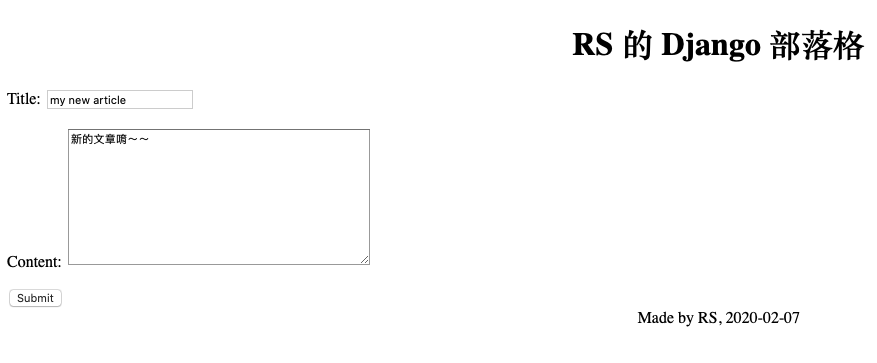 RS 的 Django 部落格
Title: my new article
新的文章唷～～
Content:
Submit
Made by RS, 2020-02-07